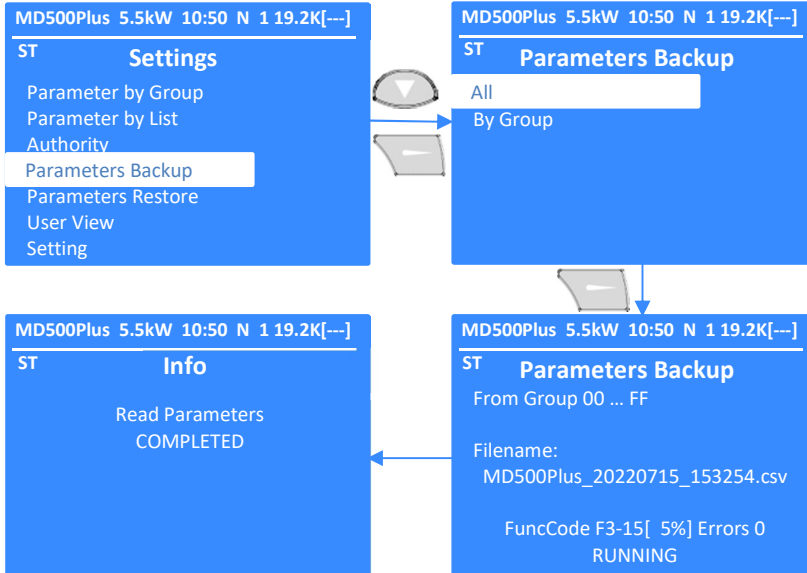 MD500Plus 5.5kW 10:50 N 1 19.2K[---]
ST
Settings
Parameter by Group
Parameter by List
Authority
Parameters Backup
Parameters Restore
User View
Setting
MD500Plus 5.5kW 10:50 N 1 19.2K[---]
ST
Parameters Backup
All
By Group
MD500Plus 5.5kW 10:50 N 1 19.2K[---]
ST
Parameters Backup
From Group 00 ... FF
Filename:
MD500Plus_20220715_153254.csv
FuncCode F3-15[ 5%] Errors 0
RUNNING
MD500Plus 5.5kW 10:50 N 1 19.2K[---]
ST
Info
Read Parameters
COMPLETED